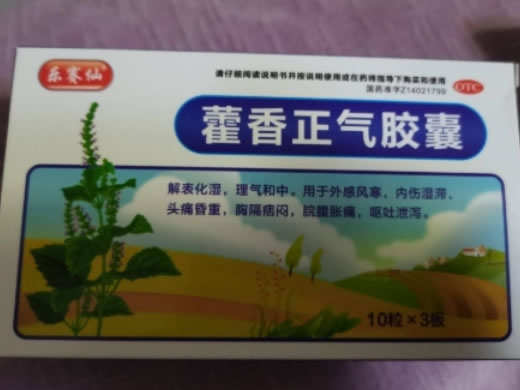 乐赛仙
请仔细阅读说明书并按说明使用或在药师指导下购买和使用
国药准字Z14021799
OTC
藿香正气胶囊
解表化湿，理气和中。用于外感风寒，内伤湿滞，
头痛昏重，胸隔痞闷，脘腹胀痛，呕吐泄泻。
10粒×3板